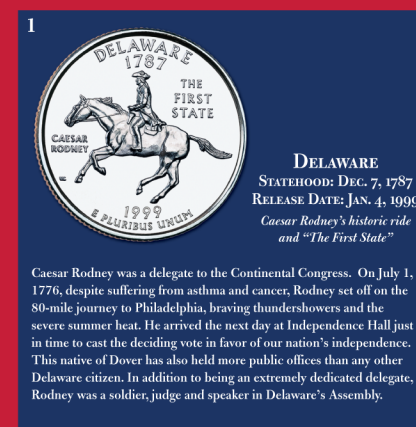 1
DELAWARE
1787
THE
FIRST
STATE
CAESAR
RODNEY
1999
E PLURIBUS UNUM
DELAWARE
STATEHOOD: DEC. 7, 1787
RELEASE DATE: JAN. 4, 1999
Caesar Rodney's historic ride
and “The First State”
Caesar Rodney was a delegate to the Continental Congress. On July 1,
1776, despite suffering from asthma and cancer, Rodney set off on the
80-mile journey to Philadelphia, braving thundershowers and the
severe summer heat. He arrived the next day at Independence Hall just
in time to cast the deciding vote in favor of our nation's independence.
This native of Dover has also held more public offices than any other
Delaware citizen. In addition to being an extremely dedicated delegate,
Rodney was a soldier, judge and speaker in Delaware's Assembly.